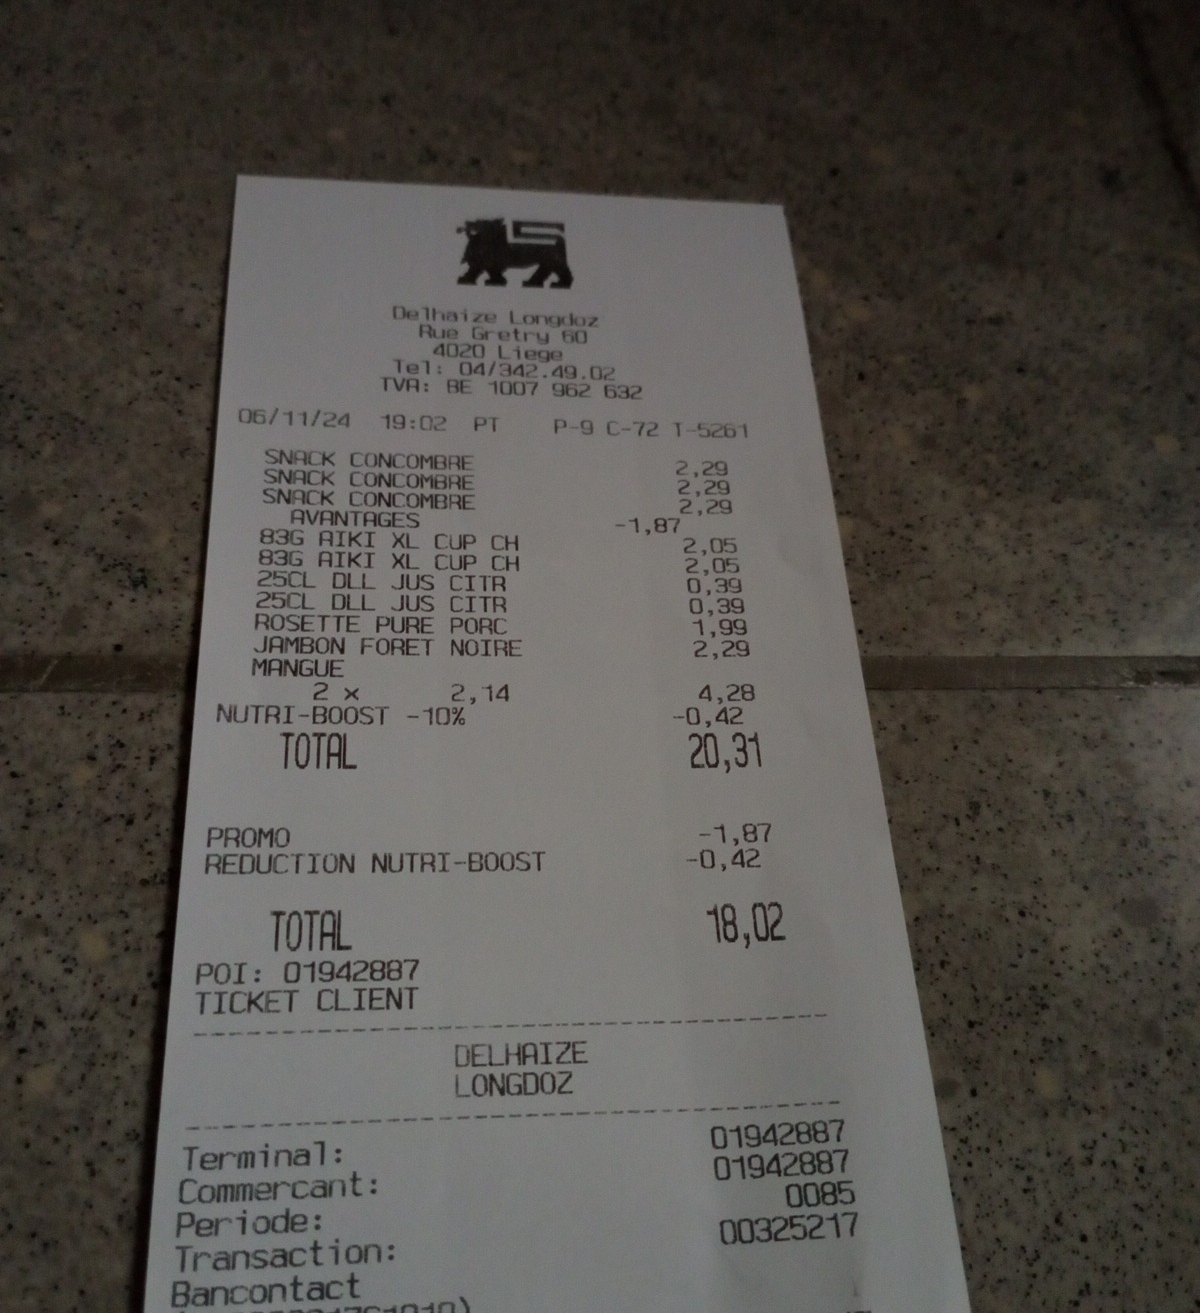 Delhaize Longdoz
Rue Gretry 60
4020 Liege
Tel: 04/342.49.02
TVA: BE 1007 962 632
06/11/24 19:02 PT P-9 C-72 T-5261
SNACK CONCOMBRE 2,29
SNACK CONCOMBRE 2,29
SNACK CONCOMBRE 2,29
AVANTAGES -1,87
83G AIKI XL CUP CH 2,05
83G AIKI XL CUP CH 2,05
25CL DLL JUS CITR 0,39
25CL DLL JUS CITR 0,39
ROSETTE PURE PORC 1,99
JAMBON FORET NOIRE 2,29
MANGUE
2 x 2,14 4,28
NUTRI-BOOST -10% -0,42
TOTAL 20,31
PROMO -1,87
REDUCTION NUTRI-BOOST -0,42
TOTAL 18,02
POI: 01942887
TICKET CLIENT
DELHAIZE
LONGDOZ
Terminal: 01942887
Commercant: 01942887
Periode: 0085
Transaction: 00325217
Bancontact